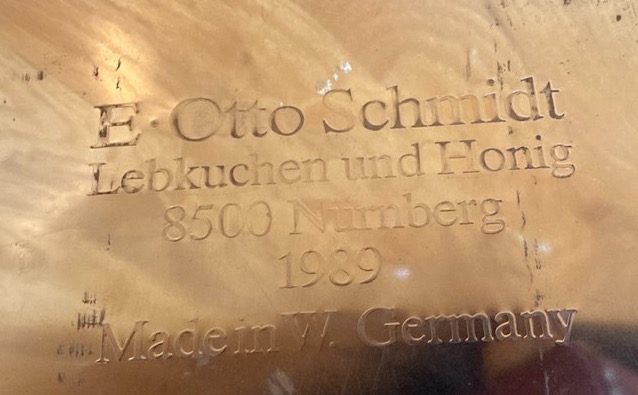 E·Otto Schmidt
Lebkuchen und Honig
8500 Nürnberg
1989
Made in W. Germany